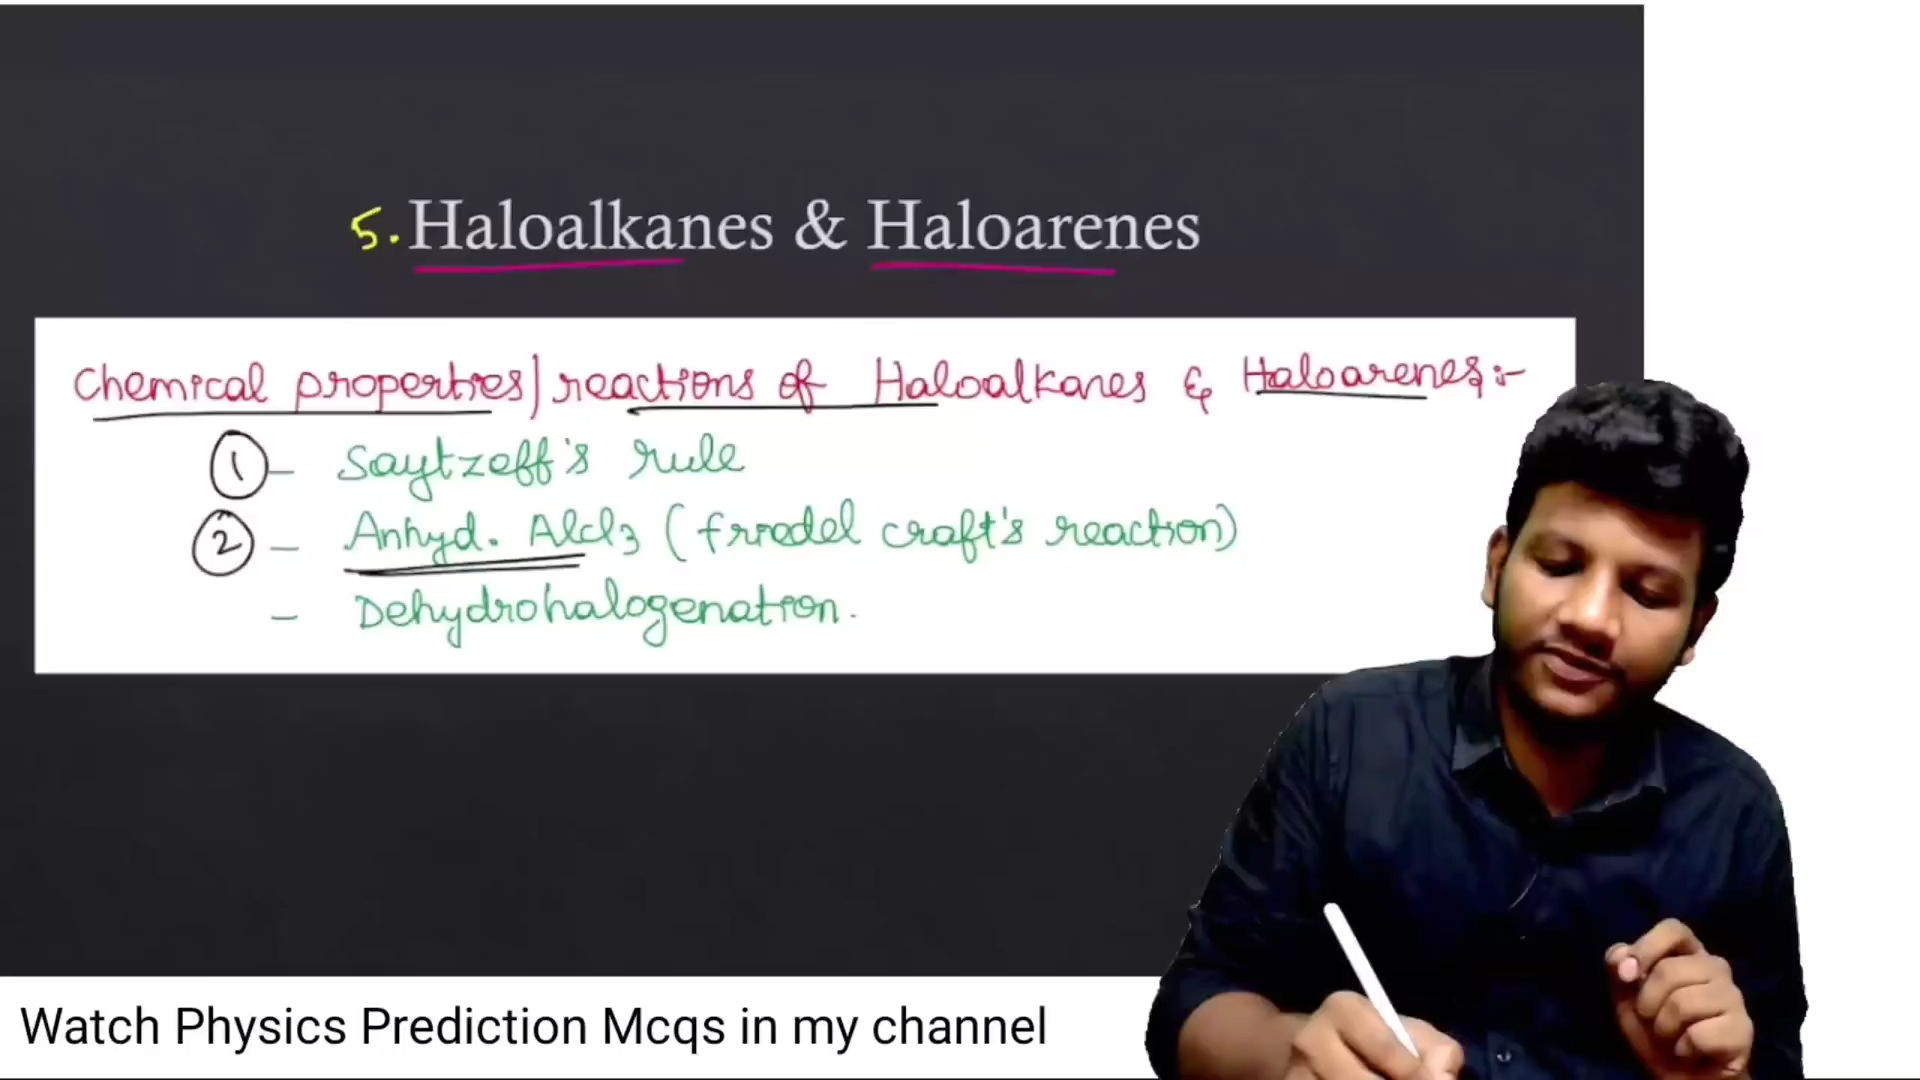 5. Haloalkanes & Haloarenes
Chemical properties/reactions of Haloalkanes & Haloarenes:-
① - Saytzeff's rule
② - Anhyd. AlCl3 (friedel craft's reaction)
- Dehydrohalogenation.
Watch Physics Prediction Mcqs in my channel